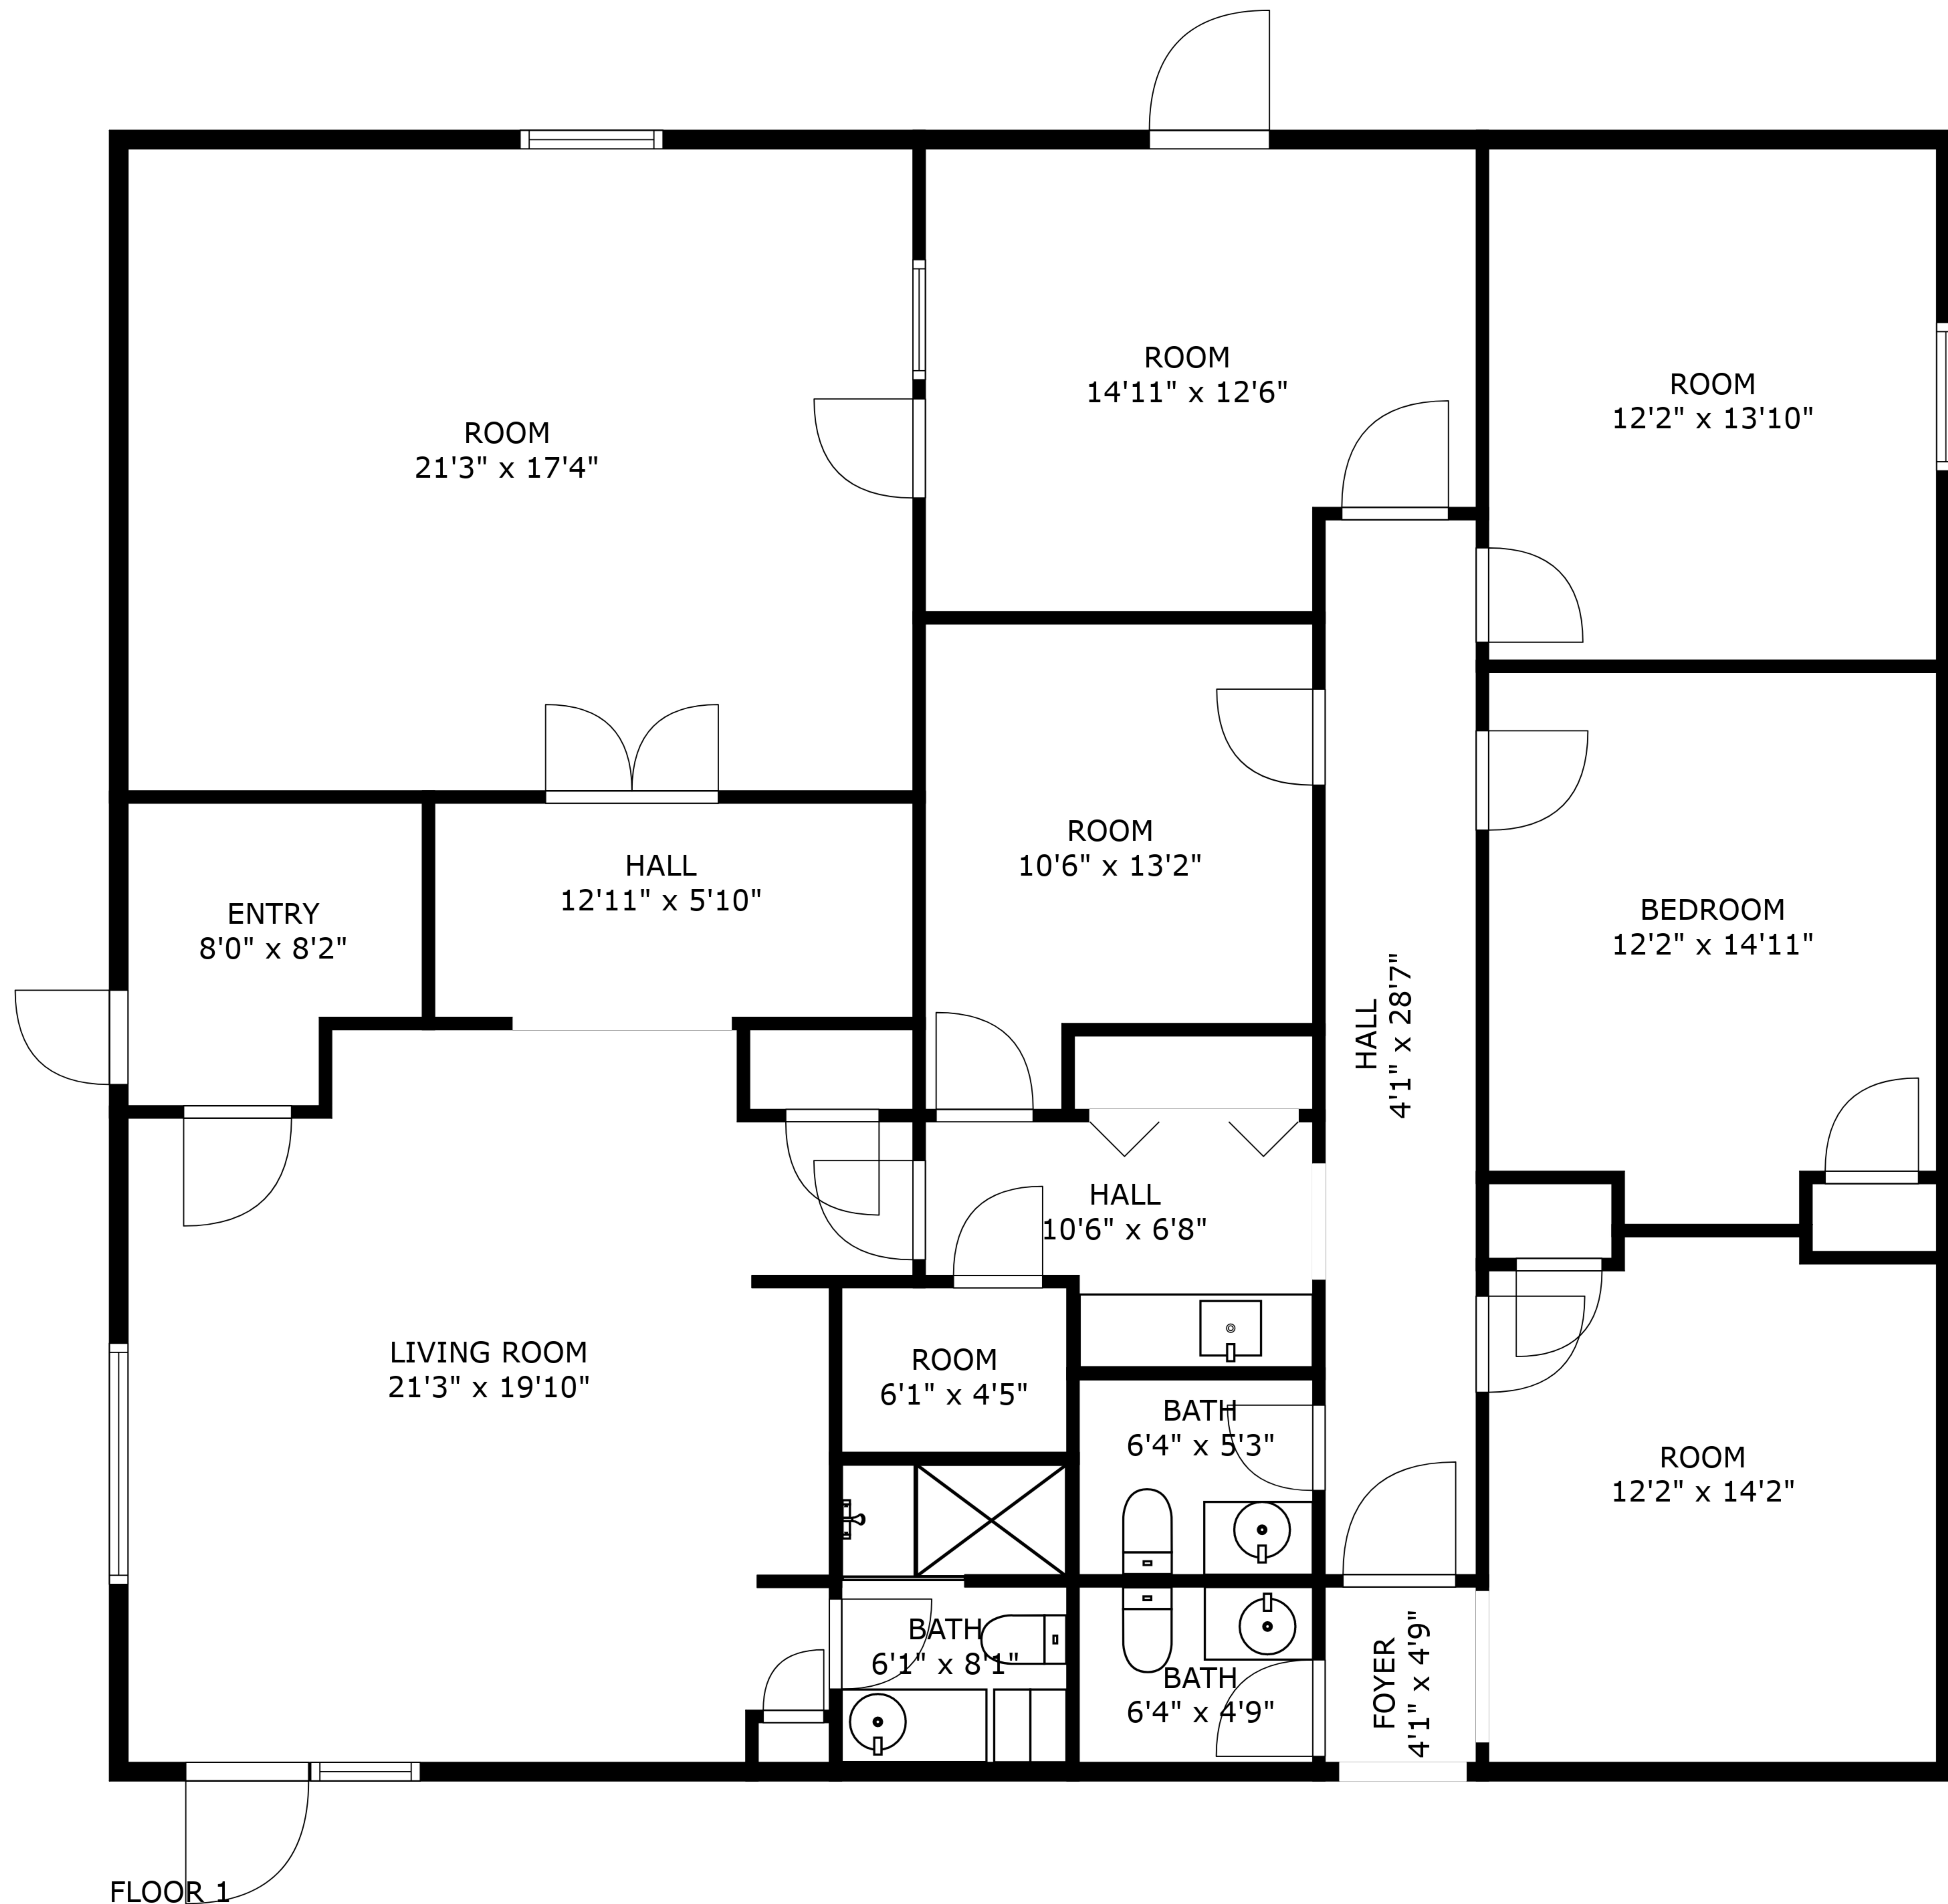 ROOM
14'11" x 12'6"
ROOM
12'2" x 13'10"
ROOM
21'3" x 17'4"
ROOM
10'6" x 13'2"
HALL
12'11" x 5'10"
ENTRY
8'0" x 8'2"
BEDROOM
12'2" x 14'11"
HALL
4'1" x 28'7"
HALL
10'6" x 6'8"
LIVING ROOM
21'3" x 19'10"
ROOM
6'1" x 4'5"
BATH
6'4" x 5'3"
ROOM
12'2" x 14'2"
BATH
6'1" x 8'1"
BATH
6'4" x 4'9"
FOYER
4'1" x 4'9"
FLOOR 1